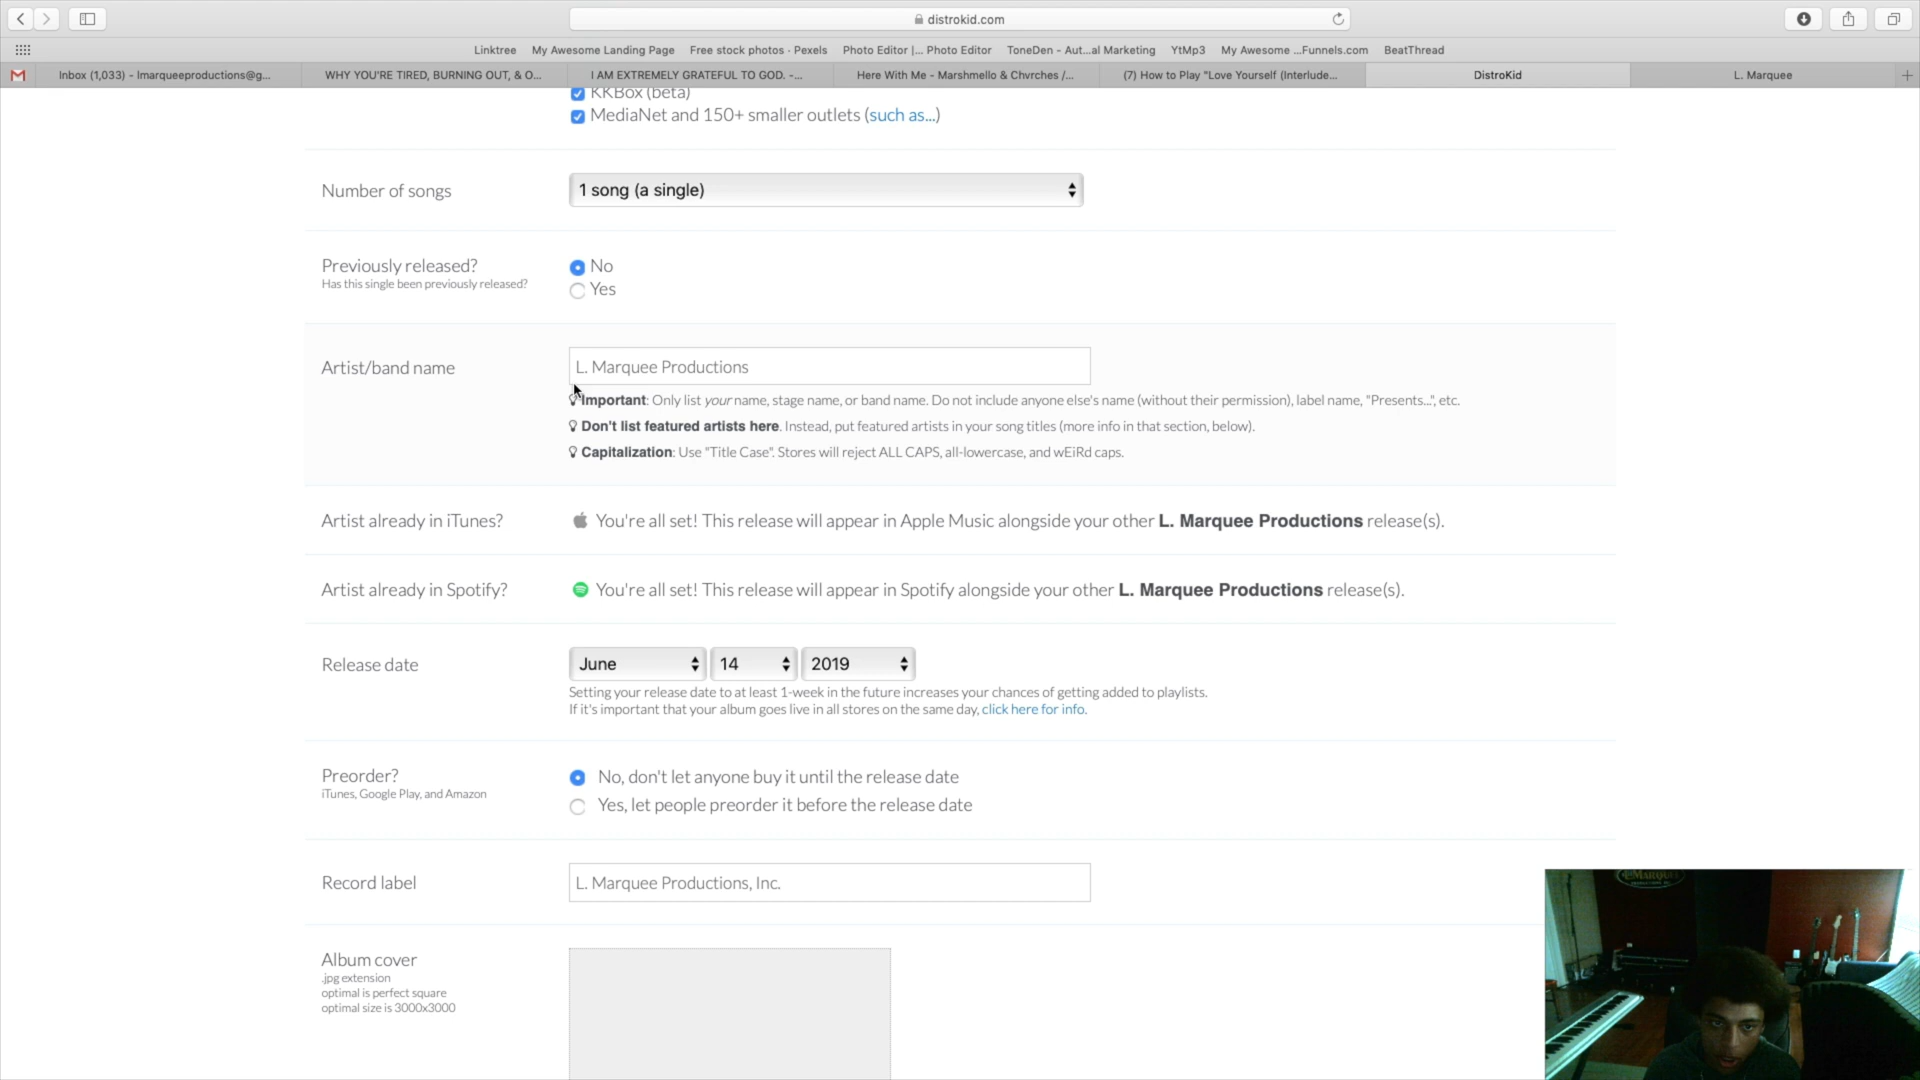 distrokid.com
Linktree My Awesome Landing Page Free stock photos · Pexels Photo Editor |... Photo Editor ToneDen - Aut...al Marketing YtMp3 My Awesome ...Funnels.com BeatThread
Inbox (1,033) - lmarqueeproductions@g... WHY YOU'RE TIRED, BURNING OUT, & O... I AM EXTREMELY GRATEFUL TO GOD. -... Here With Me - Marshmello & Chvrches /... (7) How to Play "Love Yourself (Interlude... DistroKid L. Marquee
KKBox (beta)
MediaNet and 150+ smaller outlets (such as...)
Number of songs 1 song (a single)
Previously released? No
Has this single been previously released?
Yes
Artist/band name L. Marquee Productions
Important: Only list your name, stage name, or band name. Do not include anyone else's name (without their permission), label name, "Presents...", etc.
Don't list featured artists here. Instead, put featured artists in your song titles (more info in that section, below).
Capitalization: Use "Title Case". Stores will reject ALL CAPS, all-lowercase, and wEiRd caps.
Artist already in iTunes? You're all set! This release will appear in Apple Music alongside your other L. Marquee Productions release(s).
Artist already in Spotify? You're all set! This release will appear in Spotify alongside your other L. Marquee Productions release(s).
Release date June 14 2019
Setting your release date to at least 1-week in the future increases your chances of getting added to playlists.
If it's important that your album goes live in all stores on the same day, click here for info.
Preorder? No, don't let anyone buy it until the release date
iTunes, Google Play, and Amazon
Yes, let people preorder it before the release date
Record label L. Marquee Productions, Inc.
Album cover
.jpg extension
optimal is perfect square
optimal size is 3000x3000